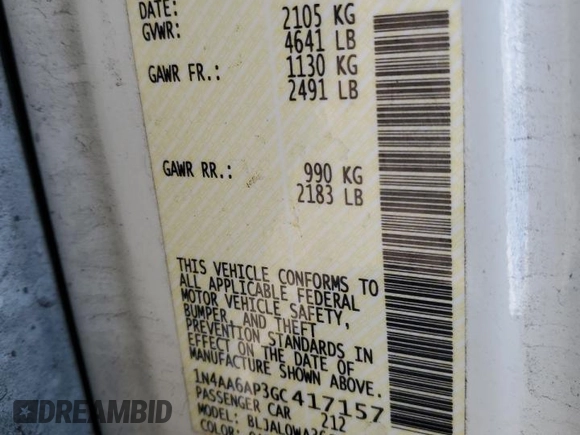 DATE:
GVWR: 2105 KG
4641 LB
GAWR FR.: 1130 KG
2491 LB
GAWR RR.: 990 KG
2183 LB
THIS VEHICLE CONFORMS TO
ALL APPLICABLE FEDERAL
MOTOR VEHICLE SAFETY,
BUMPER, AND THEFT
PREVENTION STANDARDS IN
EFFECT ON THE DATE OF
MANUFACTURE SHOWN ABOVE.
1N4AA6AP3GC417157
PASSENGER CAR 212
MODEL:
COLOR:
DREAMBID